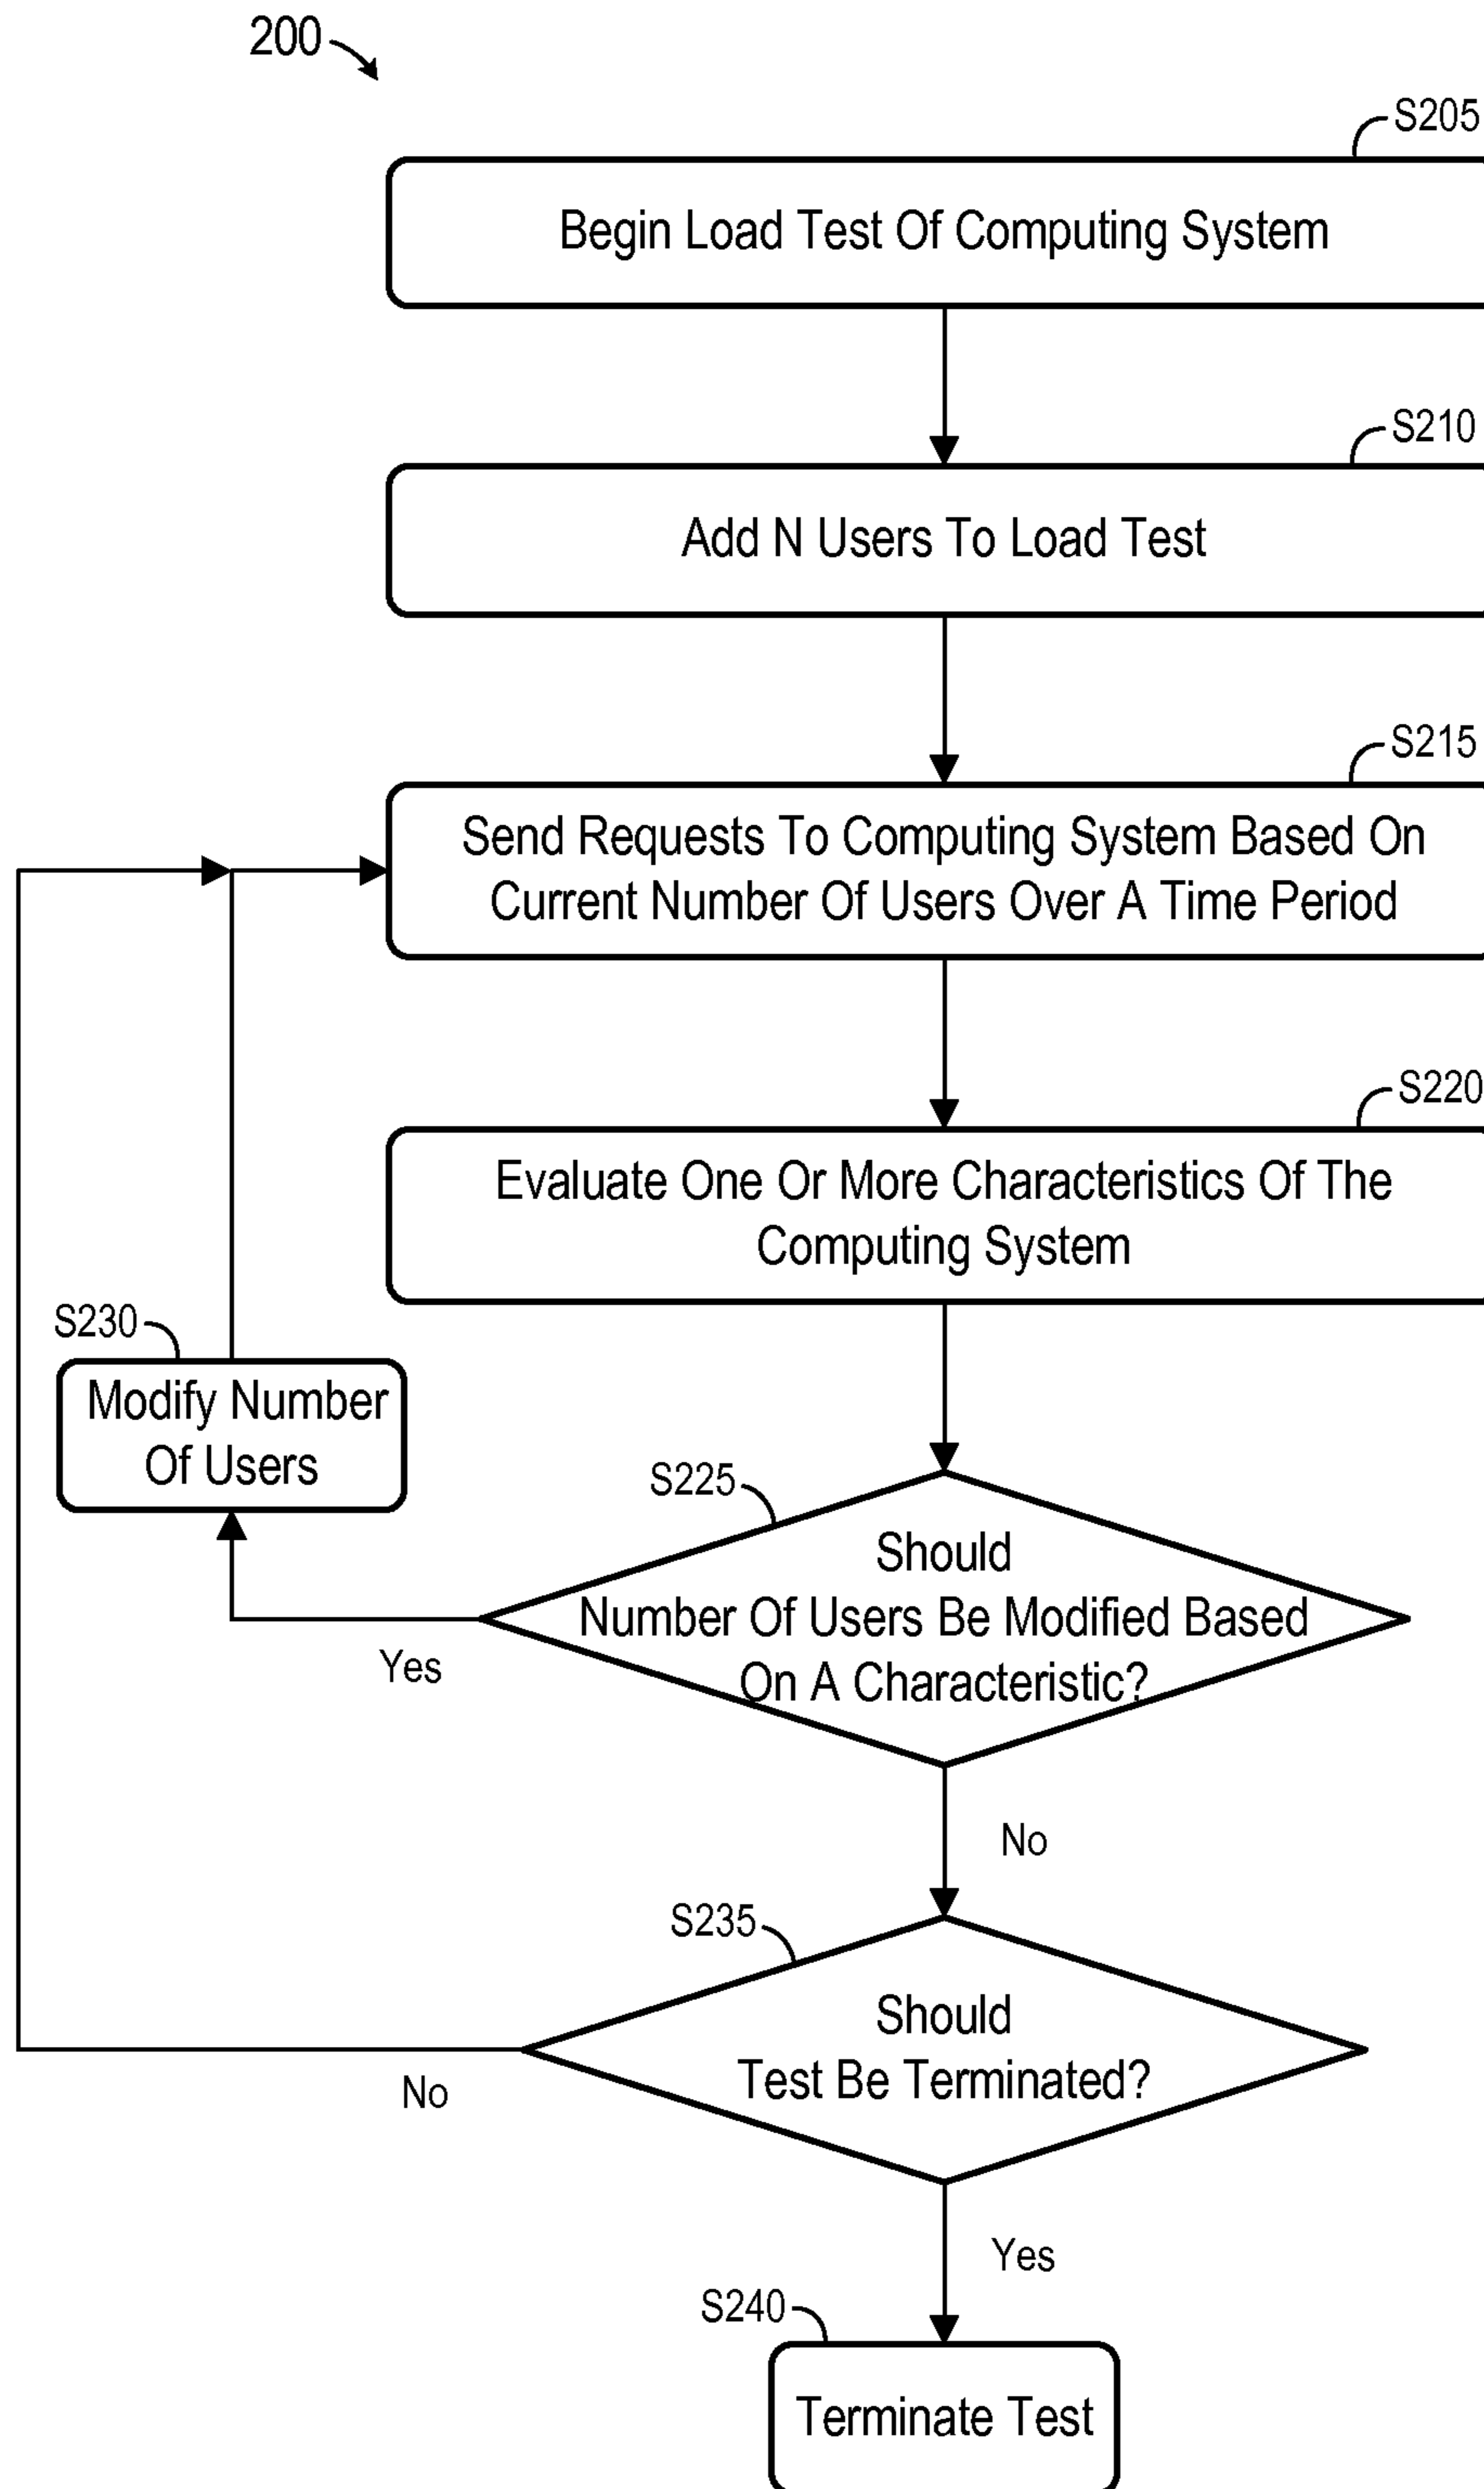 200
S205
Begin Load Test Of Computing System
S210
Add N Users To Load Test
S215
Send Requests To Computing System Based On
Current Number Of Users Over A Time Period
S220
Evaluate One Or More Characteristics Of The
Computing System
S230
Modify Number
Of Users
S225
Should
Number Of Users Be Modified Based
On A Characteristic?
Yes
No
S235
Should
Test Be Terminated?
No
Yes
S240
Terminate Test